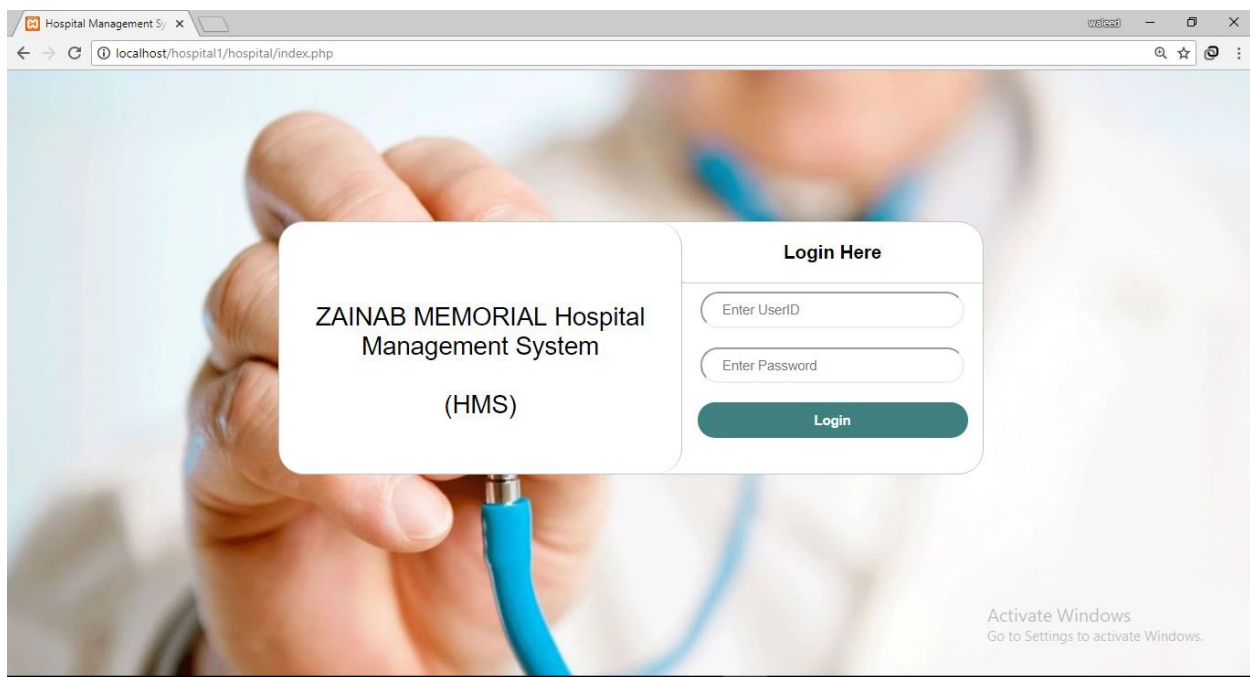 Hospital Management Sy
waleed
localhost/hospital1/hospital/index.php
Login Here
ZAINAB MEMORIAL Hospital
Management System
(HMS)
Enter UserID
Enter Password
Login
Activate Windows
Go to Settings to activate Windows.